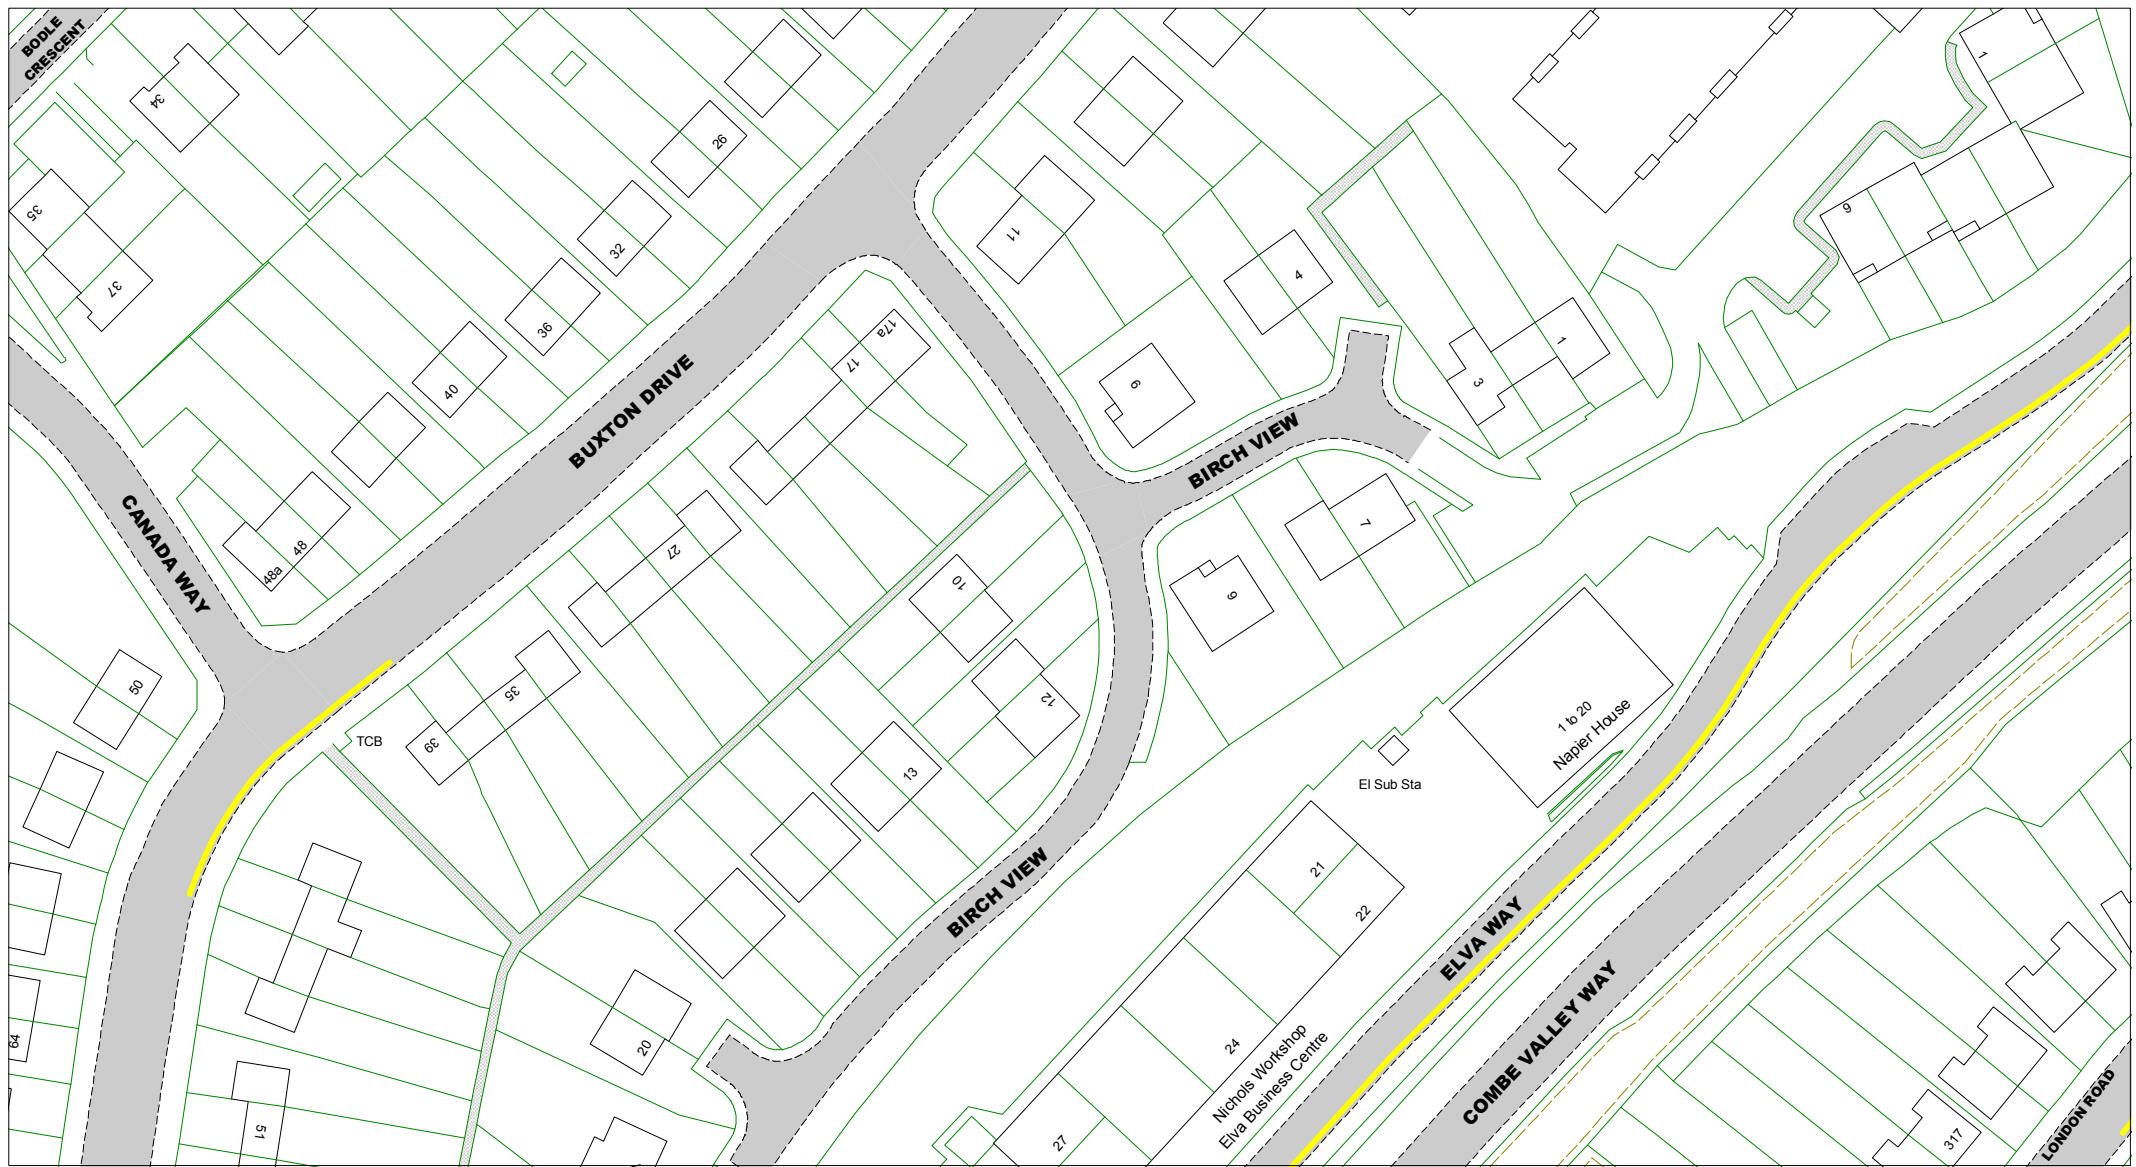 BODLE
CRESCENT
34
1
26
35
9
32
11
4
37
17a
36
17
1
BUXTON DRIVE
40
6
3
BIRCH VIEW
CANADA WAY
7
48
27
48a
10
9
50
35
12
1 to 20
Napier House
TCB
39
13
El Sub Sta
21
BIRCH VIEW
22
ELVA WAY
COMBE VALLEY WAY
64
20
24
Nichols Workshop
Elva Business Centre
LONDON ROAD
51
27
317